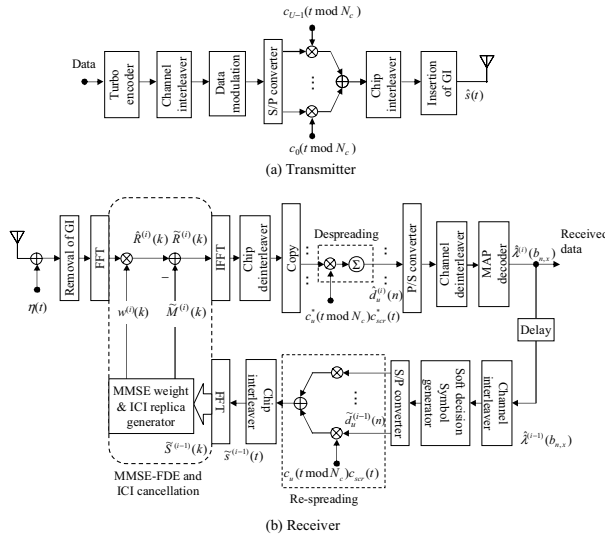 c_{U-1}(t mod N_c)
Data
Turbo encoder
Channel interleaver
Data modulation
S/P converter
Chip interleaver
Insertion of GI
ŝ(t)
c_0(t mod N_c)
(a) Transmitter
η(t)
Removal of GI
FFT
R̂^{(i)}(k)
R̃^{(i)}(k)
−
w^{(i)}(k)
M̃^{(i)}(k)
IFFT
Chip deinterleaver
Copy
Despreading
Σ
d̂_u^{(i)}(n)
c_u^*(t mod N_c)c_{scr}^*(t)
P/S converter
Channel deinterleaver
MAP decoder
λ̂^{(i)}(b_{n,x})
Received data
Delay
Channel interleaver
λ̂^{(i-1)}(b_{n,x})
Soft decision Symbol generator
S/P converter
d̃_u^{(i-1)}(n)
c_u(t mod N_c)c_{scr}(t)
Re-spreading
Chip interleaver
s̃^{(i-1)}(t)
FFT
MMSE weight & ICI replica generator
S̃^{(i-1)}(k)
MMSE-FDE and ICI cancellation
(b) Receiver